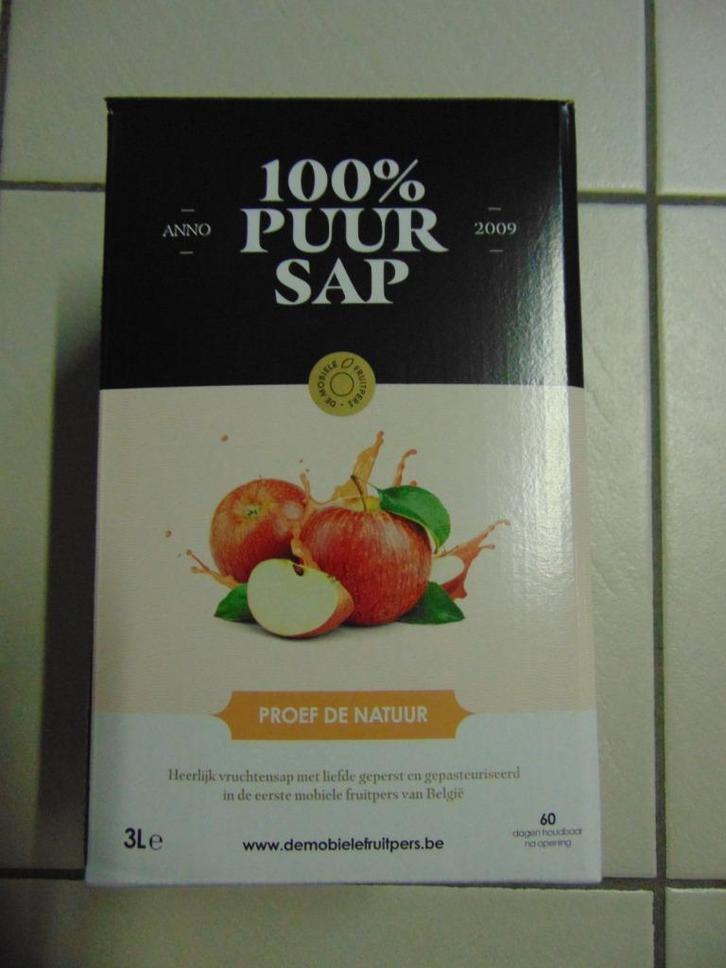 100%
PUUR
SAP
ANNO
2009
DE MOBIELE FRUITPERS
PROEF DE NATUUR
Heerlijk vruchtensap met liefde geperst en gepasteuriseerd
in de eerste mobiele fruitpers van België
3L e
www.demobielefruitpers.be
60
dagen houdbaar
na opening